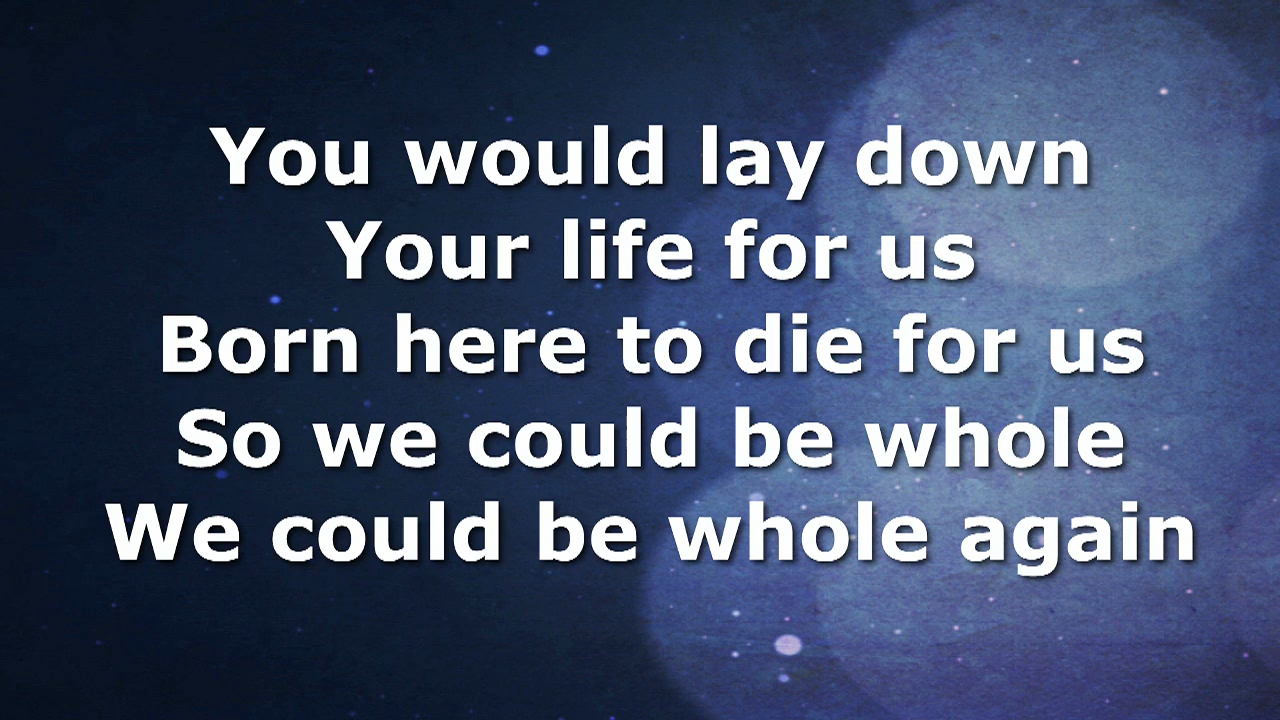 You would lay down
Your life for us
Born here to die for us
So we could be whole
We could be whole again